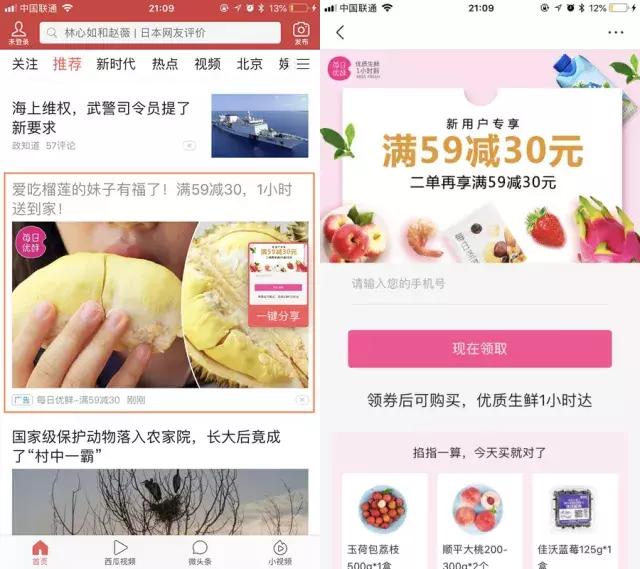 中国联通
21:09
13%
未登录
林心如和赵薇 | 日本网友评价
发布
关注 推荐 新时代 热点 视频 北京
海上维权，武警司令员提了
新要求
政知道 57评论
爱吃榴莲的妹子有福了！满59减30，1小时
送到家！
每日
优鲜
新用户专享
满59减30元
一键分享
广告 每日优鲜-满59减30 刚刚
国家级保护动物落入农家院，长大后竟成
了“村中一霸”
首页 西瓜视频 微头条 小视频
中国联通
21:09
12%
每日
优鲜
优质生鲜
1小时到
MISS FRESH
新用户专享
满59减30元
二单再享满59减30元
请输入您的手机号
现在领取
领券后可购买，优质生鲜1小时达
掐指一算，今天买就对了
玉荷包荔枝
500g*1盒
顺平大桃200-
300g*2个
佳沃蓝莓125g*1
盒